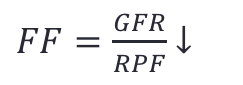 FF = GFR/RPF ↓